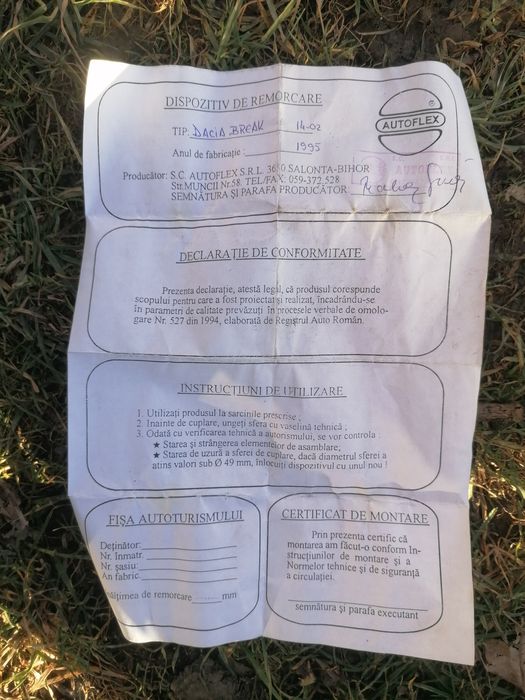 DISPOZITIV DE REMORCARE
®
AUTOFLEX
TIP: DACIA BREAK 14-02
Anul de fabricaţie: 1995
Producător: S.C. AUTOFLEX S.R.L. 3650 SALONTA-BIHOR
Str.MUNCII Nr.58. TEL/FAX: 059-372.528
SEMNĂTURA ŞI PARAFA PRODUCĂTOR:
DECLARAŢIE DE CONFORMITATE
Prezenta declaraţie, atestă legal, că produsul corespunde
scopului pentru care a fost proiectat şi realizat, încadrându-se
în parametri de calitate prevăzuţi în procesele verbale de omolo-
gare Nr. 527 din 1994, elaborată de Registrul Auto Român.
INSTRUCŢIUNI DE UTILIZARE
1. Utilizaţi produsul la sarcinile prescrise ;
2. Inainte de cuplare, ungeţi sfera cu vaselină tehnică ;
3. Odată cu verificarea tehnică a autorismului, se vor controla :
★ Starea şi strângerea elementelor de asamblare;
★ Starea de uzură a sferei de cuplare, dacă diametrul sferei a
atins valori sub Ø 49 mm, înlocuiţi dispozitivul cu unul nou !
FIŞA AUTOTURISMULUI
Deţinător:
Nr. înmatr.
Nr. şasiu:
An fabric.
ălţimea de remorcare ........ mm
CERTIFICAT DE MONTARE
Prin prezenta certific că
montarea am făcut-o conform In-
strucţiunilor de montare şi a
Normelor tehnice şi de siguranţă
a circulaţiei.
semnătura şi parafa executant